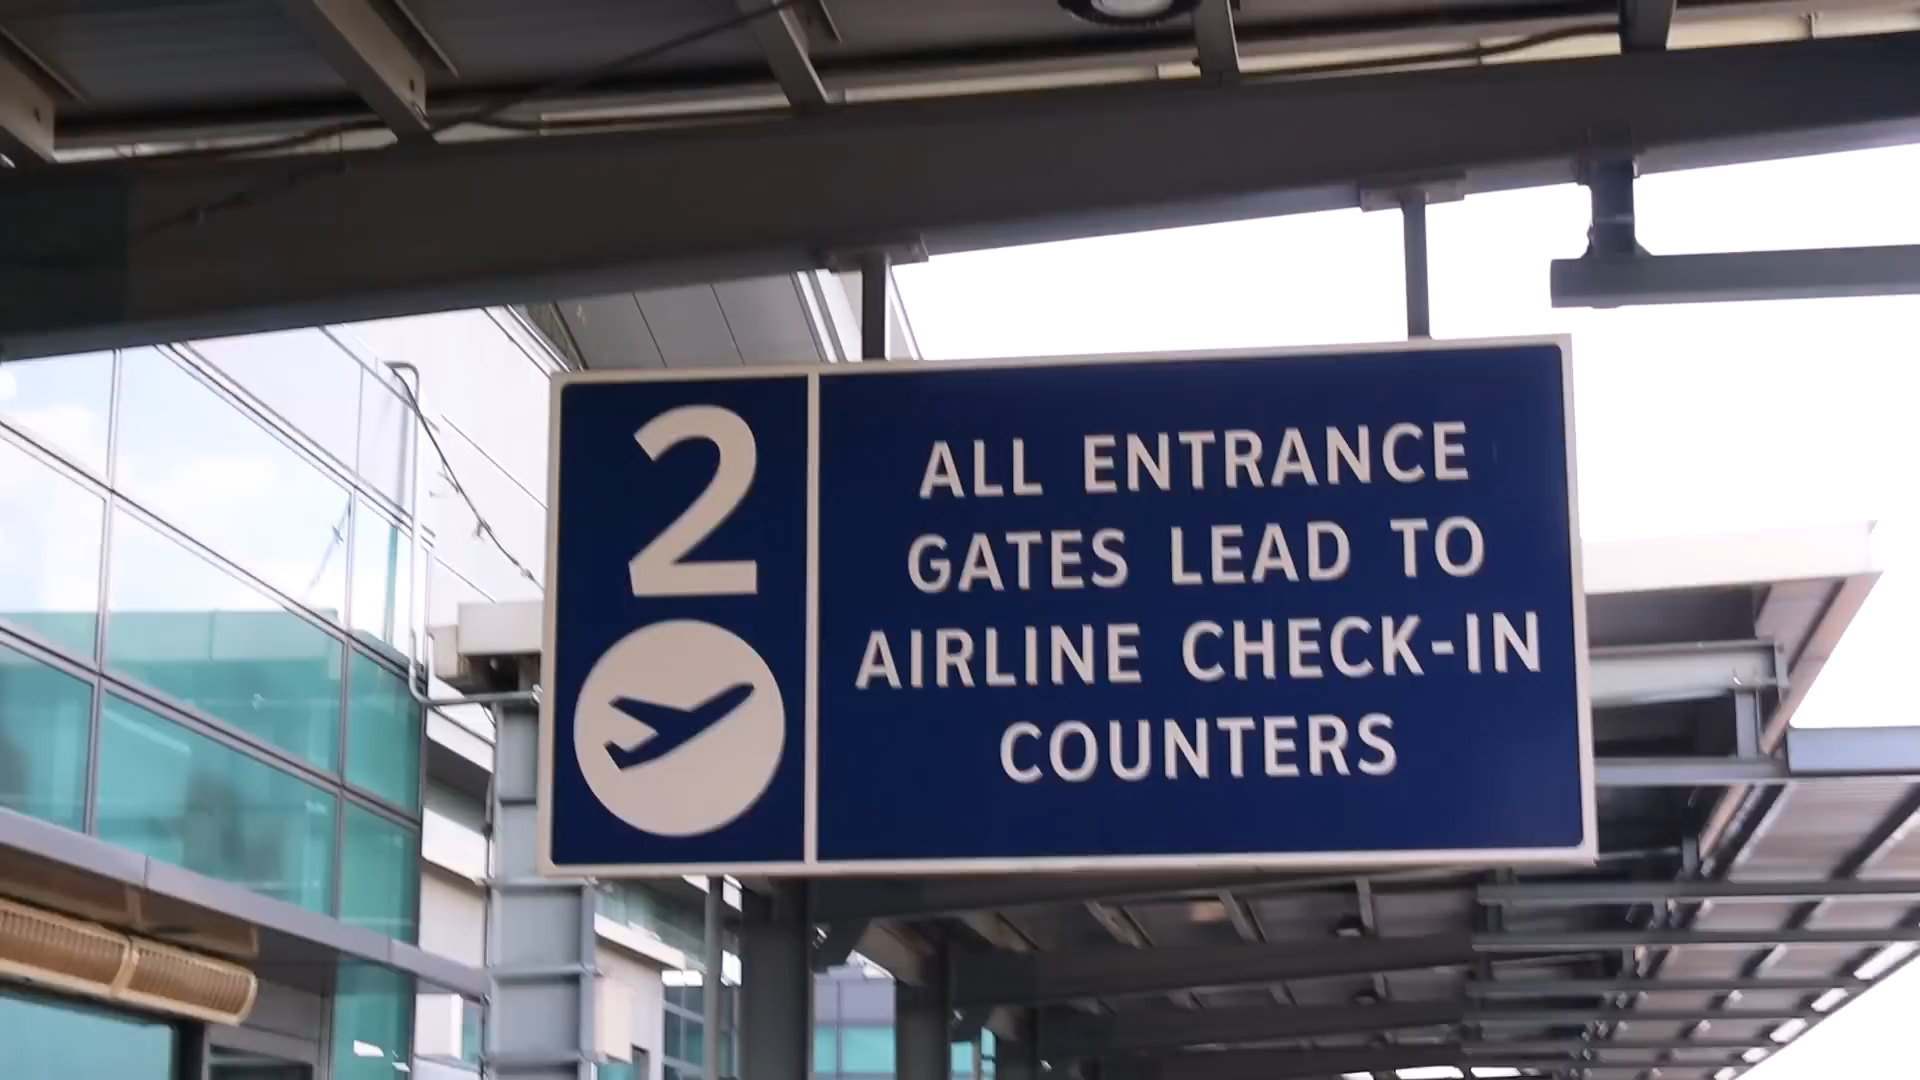 2
ALL ENTRANCE
GATES LEAD TO
AIRLINE CHECK-IN
COUNTERS